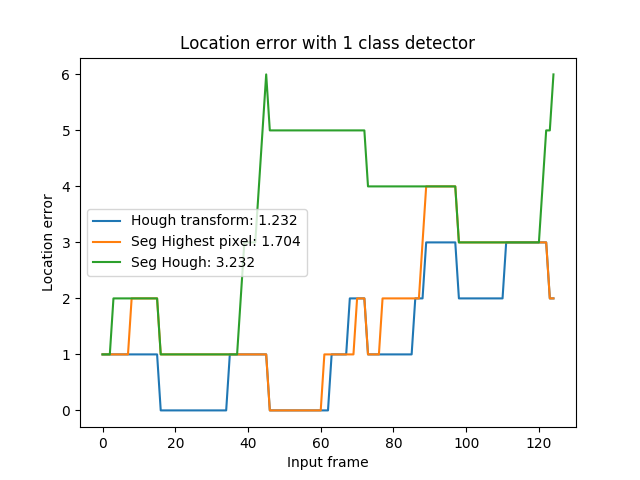 Location error with 1 class detector
Location error
6
5
4
3
2
1
0
Hough transform: 1.232
Seg Highest pixel: 1.704
Seg Hough: 3.232
0 20 40 60 80 100 120
Input frame